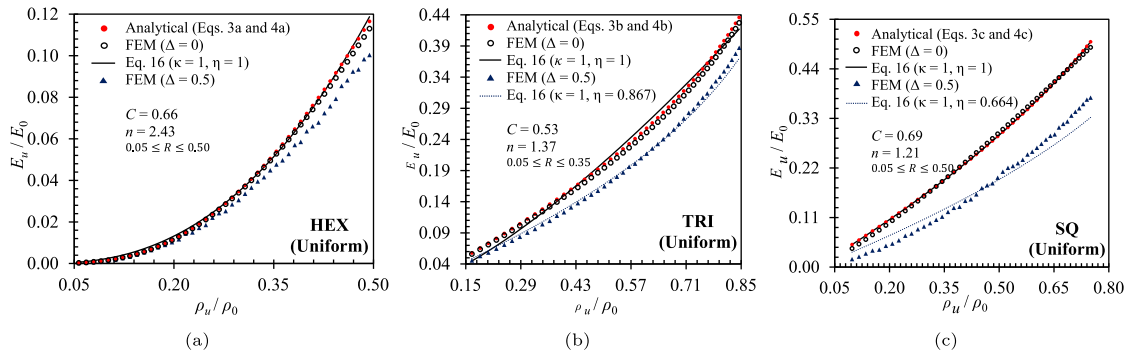 0.12
0.10
0.08
0.06
0.04
0.02
0.00
E_u / E_0
Analytical (Eqs. 3a and 4a)
FEM (Δ = 0)
Eq. 16 (κ = 1, η = 1)
FEM (Δ = 0.5)
C = 0.66
n = 2.43
0.05 ≤ R ≤ 0.50
HEX
(Uniform)
0.05 0.20 0.35 0.50
ρ_u / ρ_0
(a)
0.44
0.39
0.34
0.29
0.24
0.19
0.14
0.09
0.04
E_u / E_0
Analytical (Eqs. 3b and 4b)
FEM (Δ = 0)
Eq. 16 (κ = 1, η = 1)
FEM (Δ = 0.5)
Eq. 16 (κ = 1, η = 0.867)
C = 0.53
n = 1.37
0.05 ≤ R ≤ 0.35
TRI
(Uniform)
0.15 0.29 0.43 0.57 0.71 0.85
ρ_u / ρ_0
(b)
0.55
0.44
0.33
0.22
0.11
0.00
E_u / E_0
Analytical (Eqs. 3c and 4c)
FEM (Δ = 0)
Eq. 16 (κ = 1, η = 1)
FEM (Δ = 0.5)
Eq. 16 (κ = 1, η = 0.664)
C = 0.69
n = 1.21
0.05 ≤ R ≤ 0.50
SQ
(Uniform)
0.05 0.20 0.35 0.50 0.65 0.80
ρ_u / ρ_0
(c)